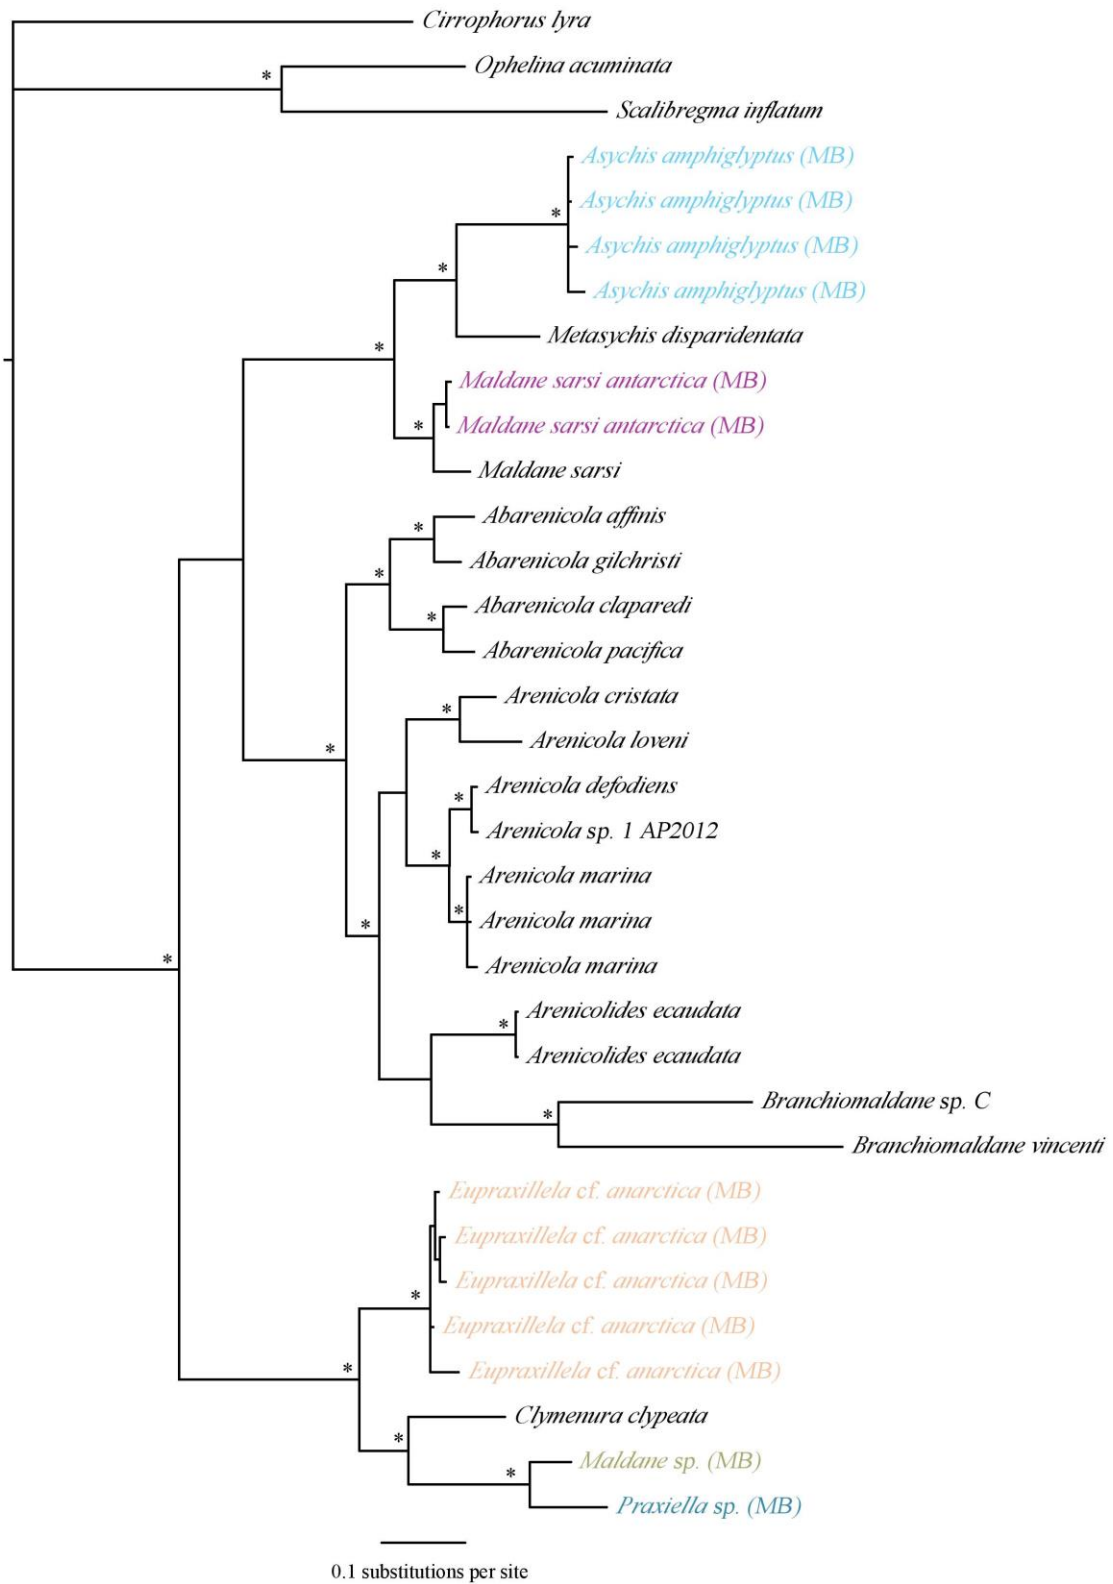 Cirrophorus lyra
*
Ophelina acuminata
Scalibregma inflatum
Asychis amphiglyptus (MB)
Asychis amphiglyptus (MB)
*
Asychis amphiglyptus (MB)
*
Asychis amphiglyptus (MB)
Metasychis disparidentata
*
Maldane sarsi antarctica (MB)
*
Maldane sarsi antarctica (MB)
Maldane sarsi
Abarenicola affinis
*
Abarenicola gilchristi
*
Abarenicola claparedi
*
Abarenicola pacifica
Arenicola cristata
*
Arenicola loveni
*
Arenicola defodiens
*
Arenicola sp. 1 AP2012
*
Arenicola marina
*
Arenicola marina
*
Arenicola marina
*
Arenicolides ecaudata
*
Arenicolides ecaudata
Branchiomaldane sp. C
*
Branchiomaldane vincenti
Eupraxillela cf. anarctica (MB)
Eupraxillela cf. anarctica (MB)
Eupraxillela cf. anarctica (MB)
*
Eupraxillela cf. anarctica (MB)
*
Eupraxillela cf. anarctica (MB)
Clymenura clypeata
*
Maldane sp. (MB)
*
Praxiella sp. (MB)
0.1 substitutions per site